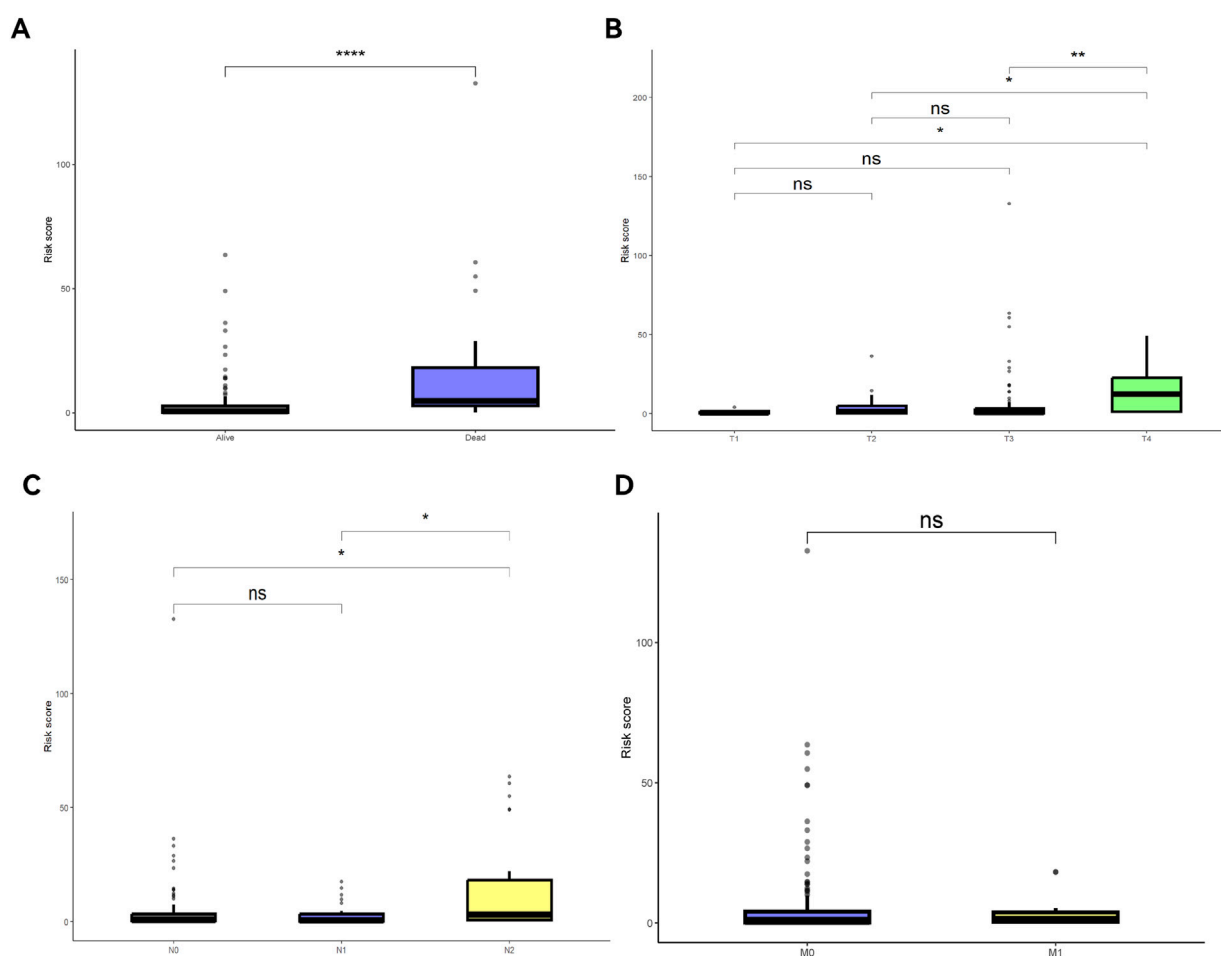 A
****
100
50
0
Risk score
Alive
Dead
B
**
*
ns
*
ns
ns
200
150
100
50
0
Risk score
T1
T2
T3
T4
C
*
*
ns
150
100
50
0
Risk score
N0
N1
N2
D
ns
100
50
0
Risk score
M0
M1